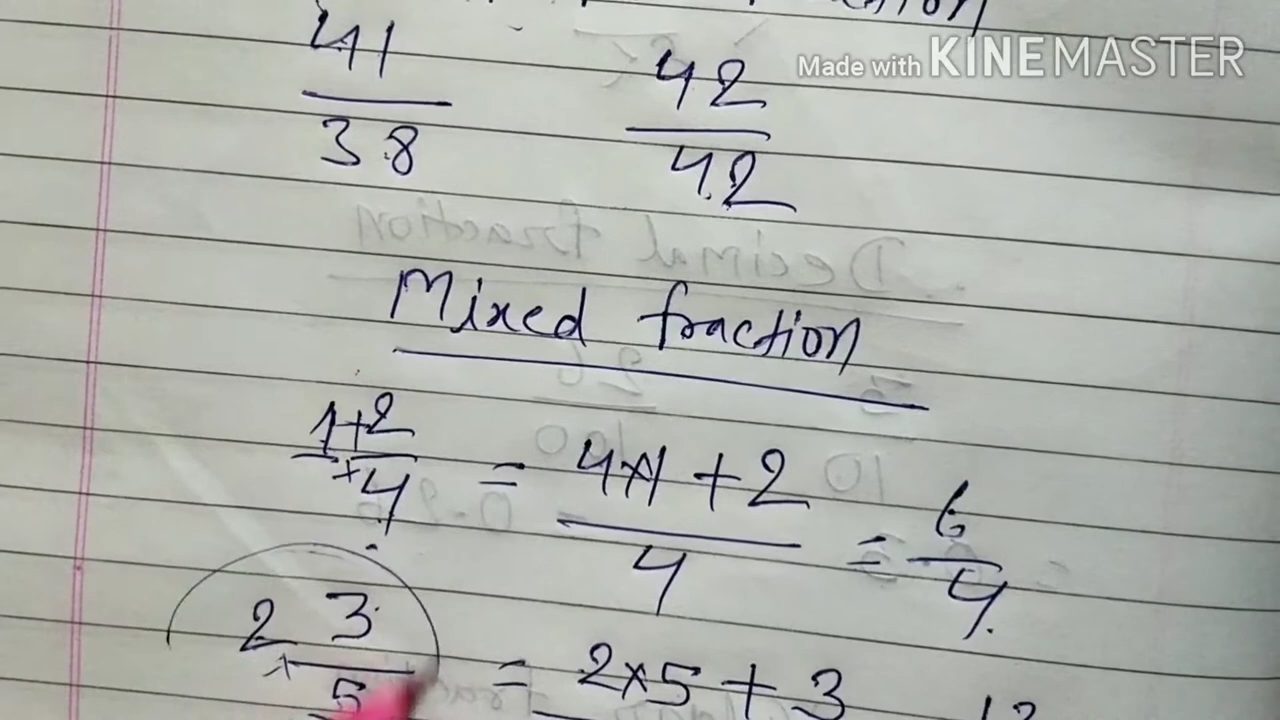 Made with KINEMASTER
41/38 42/42
Mixed fraction
1+2/×4 = 4×1+2/4 = 6/4
2 3/×5 = 2×5+3